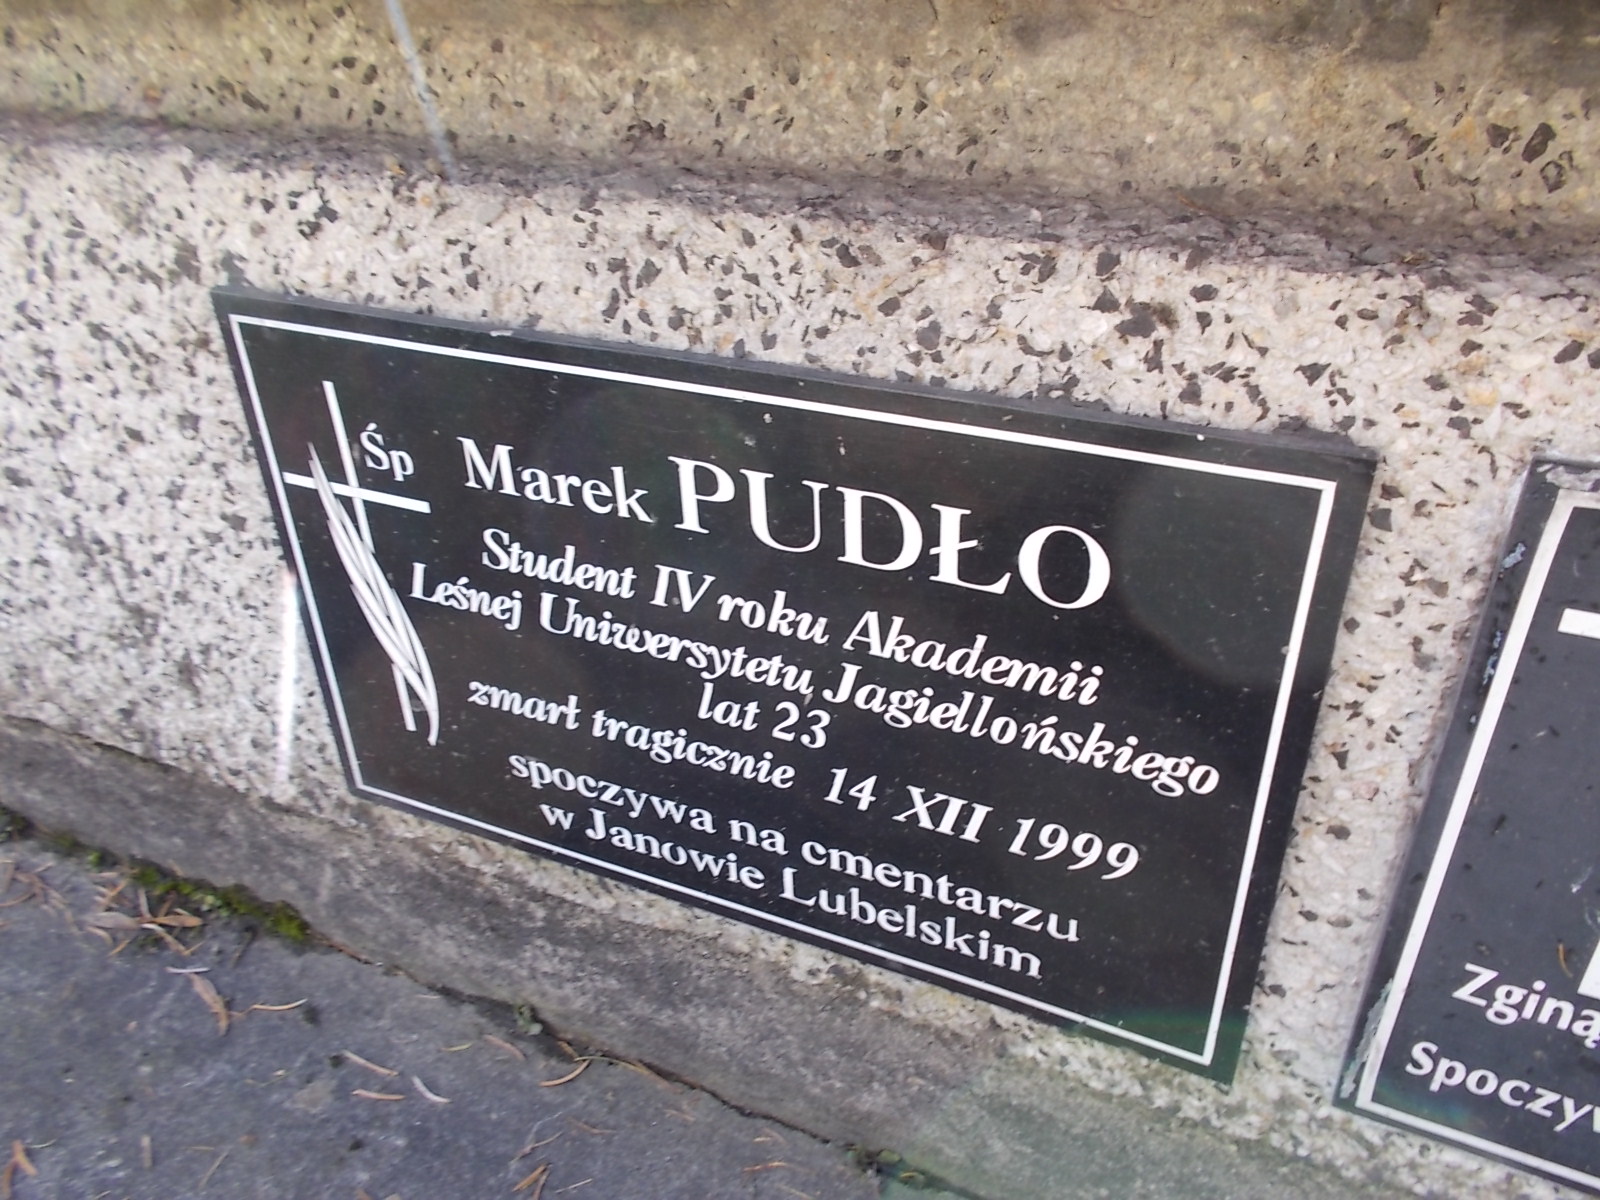 Śp Marek PUDŁO
Student IV roku Akademii
Leśnej Uniwersytetu Jagiellońskiego
lat 23
zmarł tragicznie 14 XII 1999
spoczywa na cmentarzu
w Janowie Lubelskim
Zginą
Spoczyw